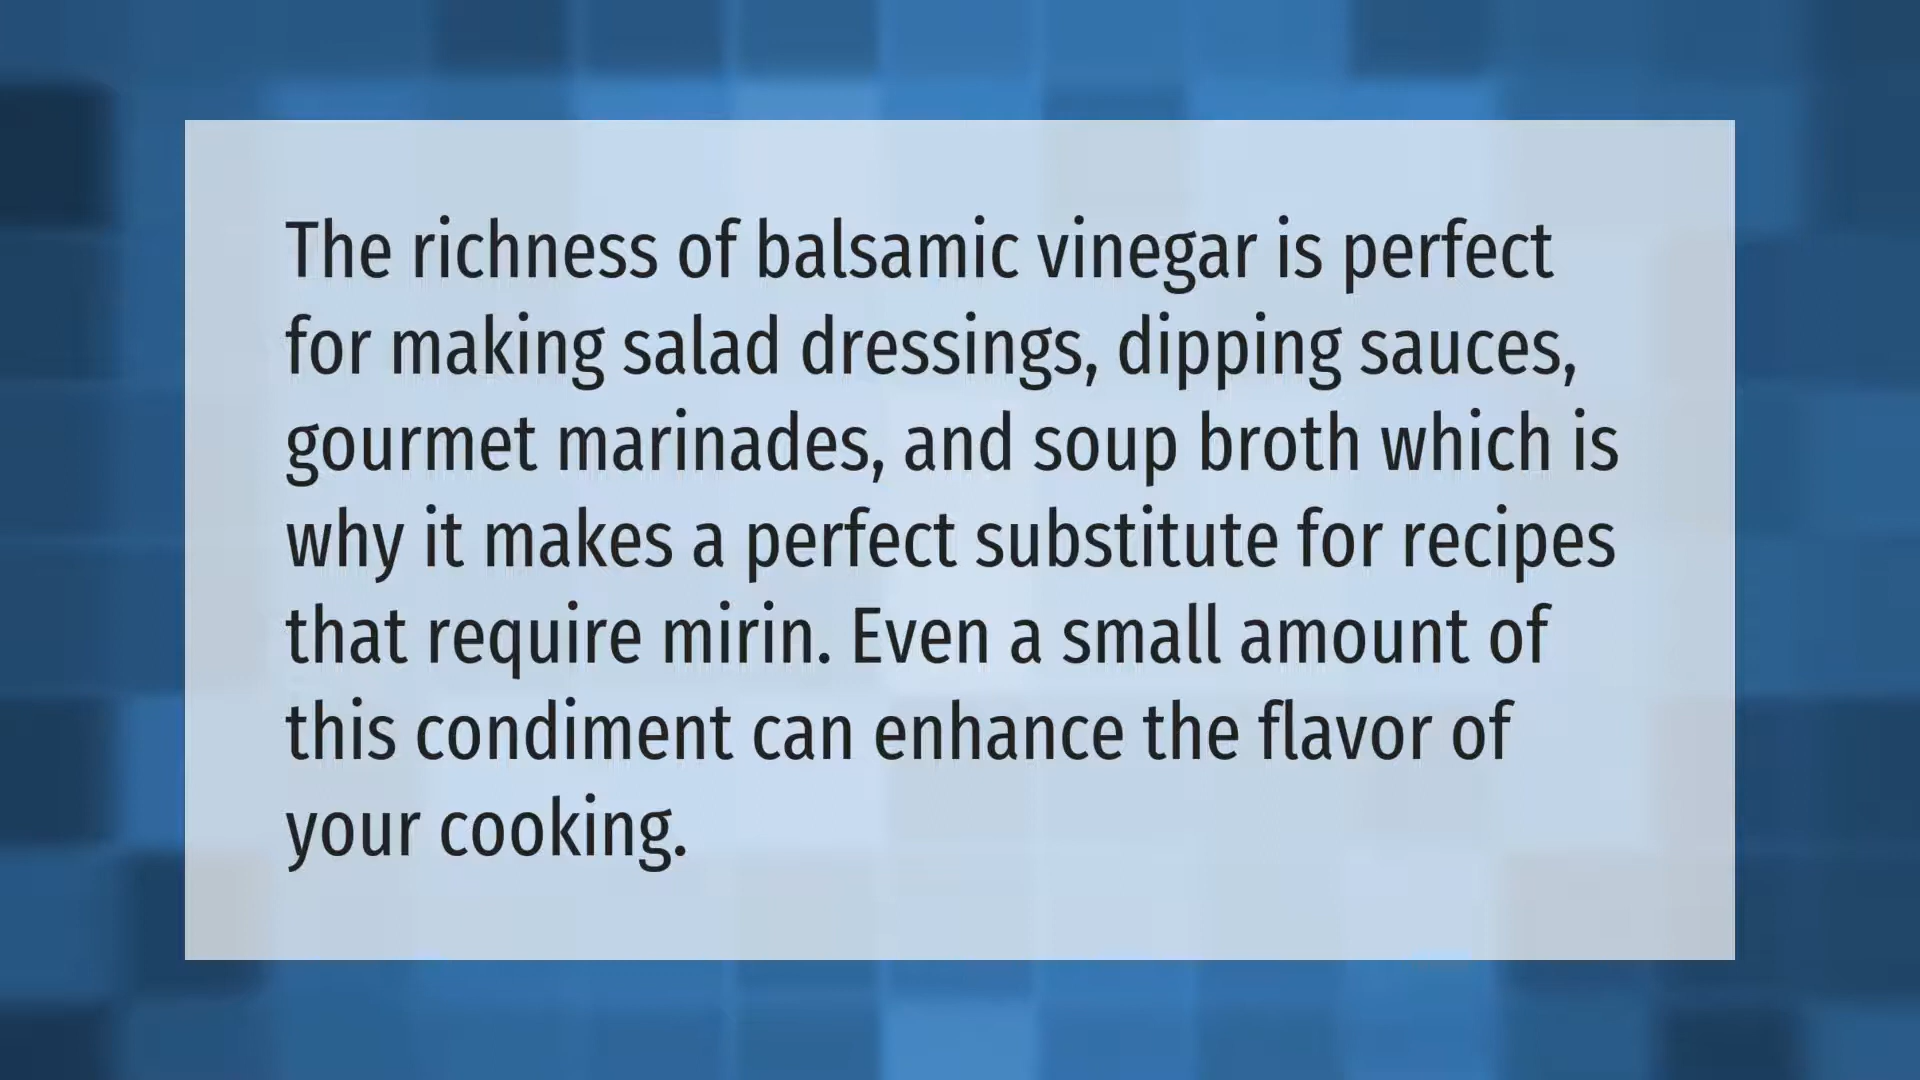 The richness of balsamic vinegar is perfect
for making salad dressings, dipping sauces,
gourmet marinades, and soup broth which is
why it makes a perfect substitute for recipes
that require mirin. Even a small amount of
this condiment can enhance the flavor of
your cooking.